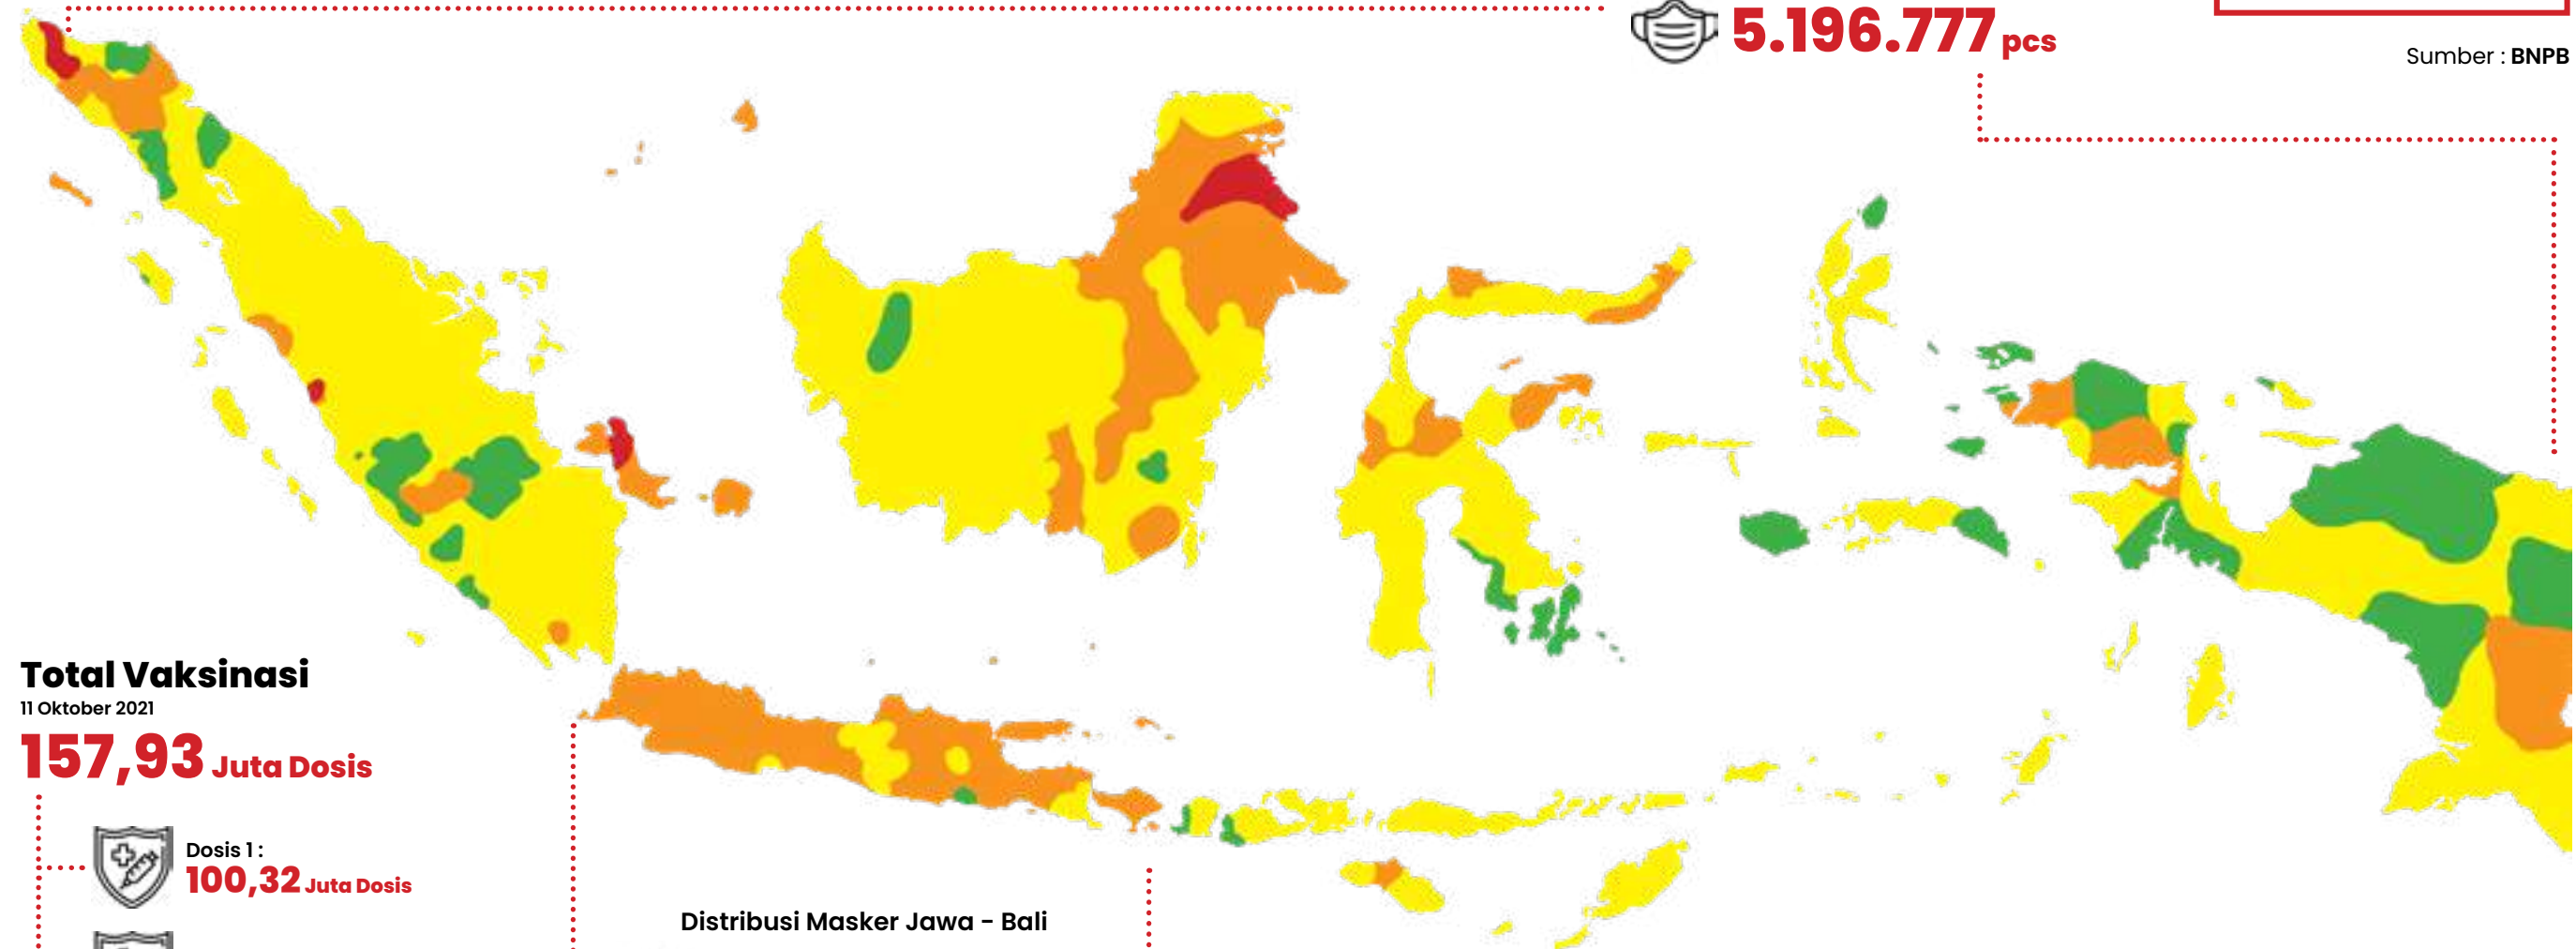 5.196.777 pcs
Sumber : BNPB
Total Vaksinasi
11 Oktober 2021
157,93 Juta Dosis
Dosis 1 :
100,32 Juta Dosis
Distribusi Masker Jawa - Bali